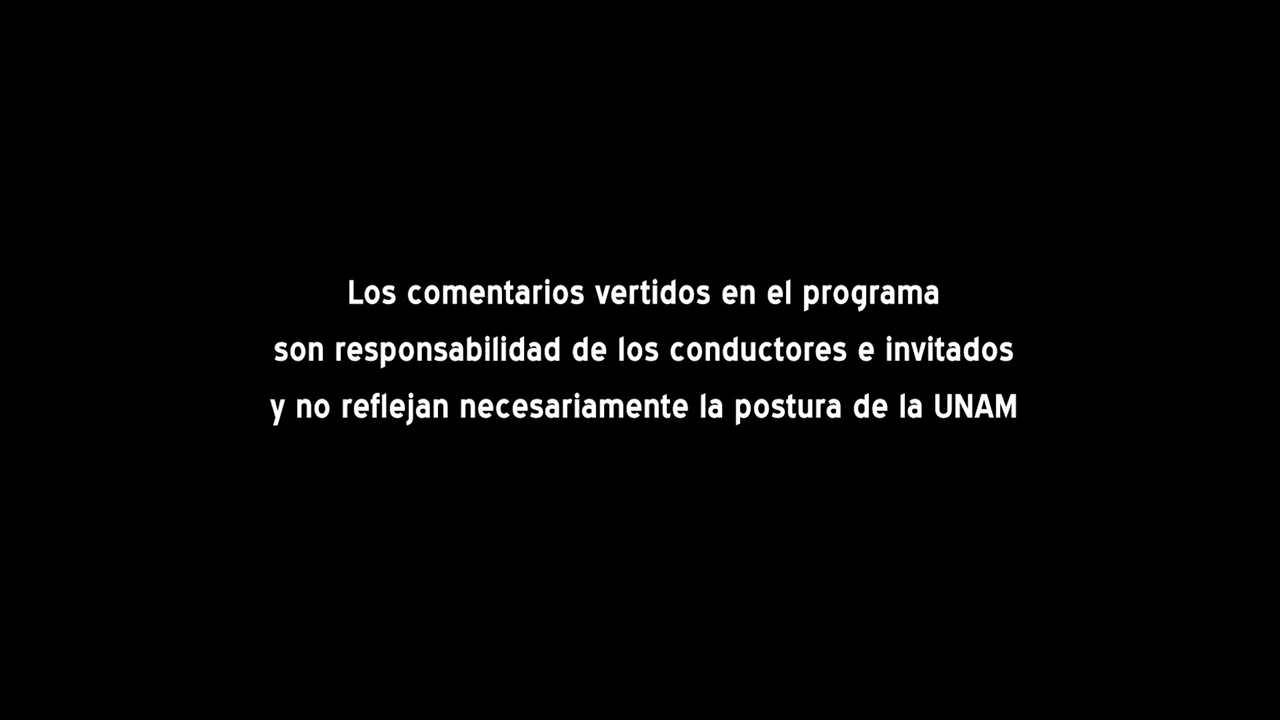 Los comentarios vertidos en el programa
son responsabilidad de los conductores e invitados
y no reflejan necesariamente la postura de la UNAM